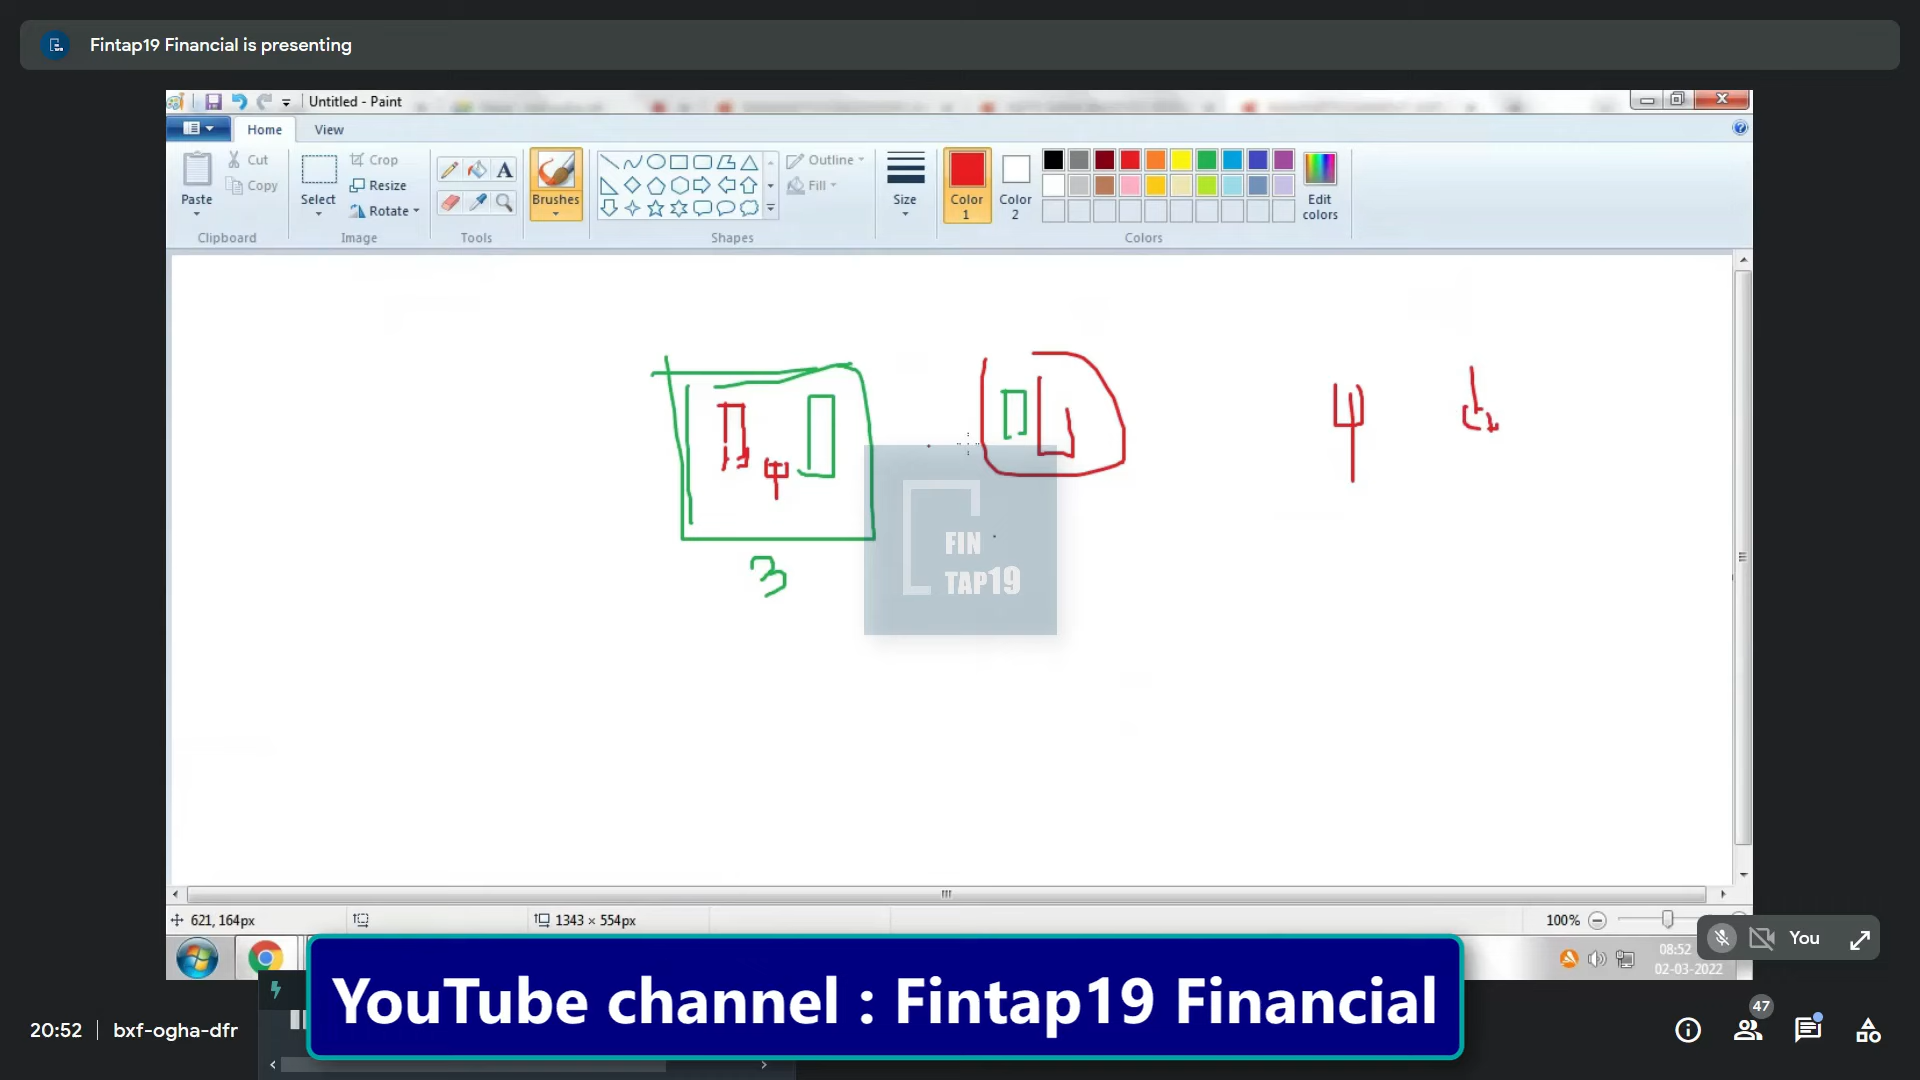 Fintap19 Financial is presenting
Untitled - Paint
Home View
Paste
Cut
Copy
Clipboard
Select
Crop
Resize
Rotate
Image
A
Tools
Brushes
Shapes
Outline
Fill
Size
Color 1
Color 2
Edit colors
Colors
3
FIN
TAP19
621, 164px
1343 × 554px
100%
08:52
02-03-2022
You
YouTube channel : Fintap19 Financial
20:52 | bxf-ogha-dfr
47